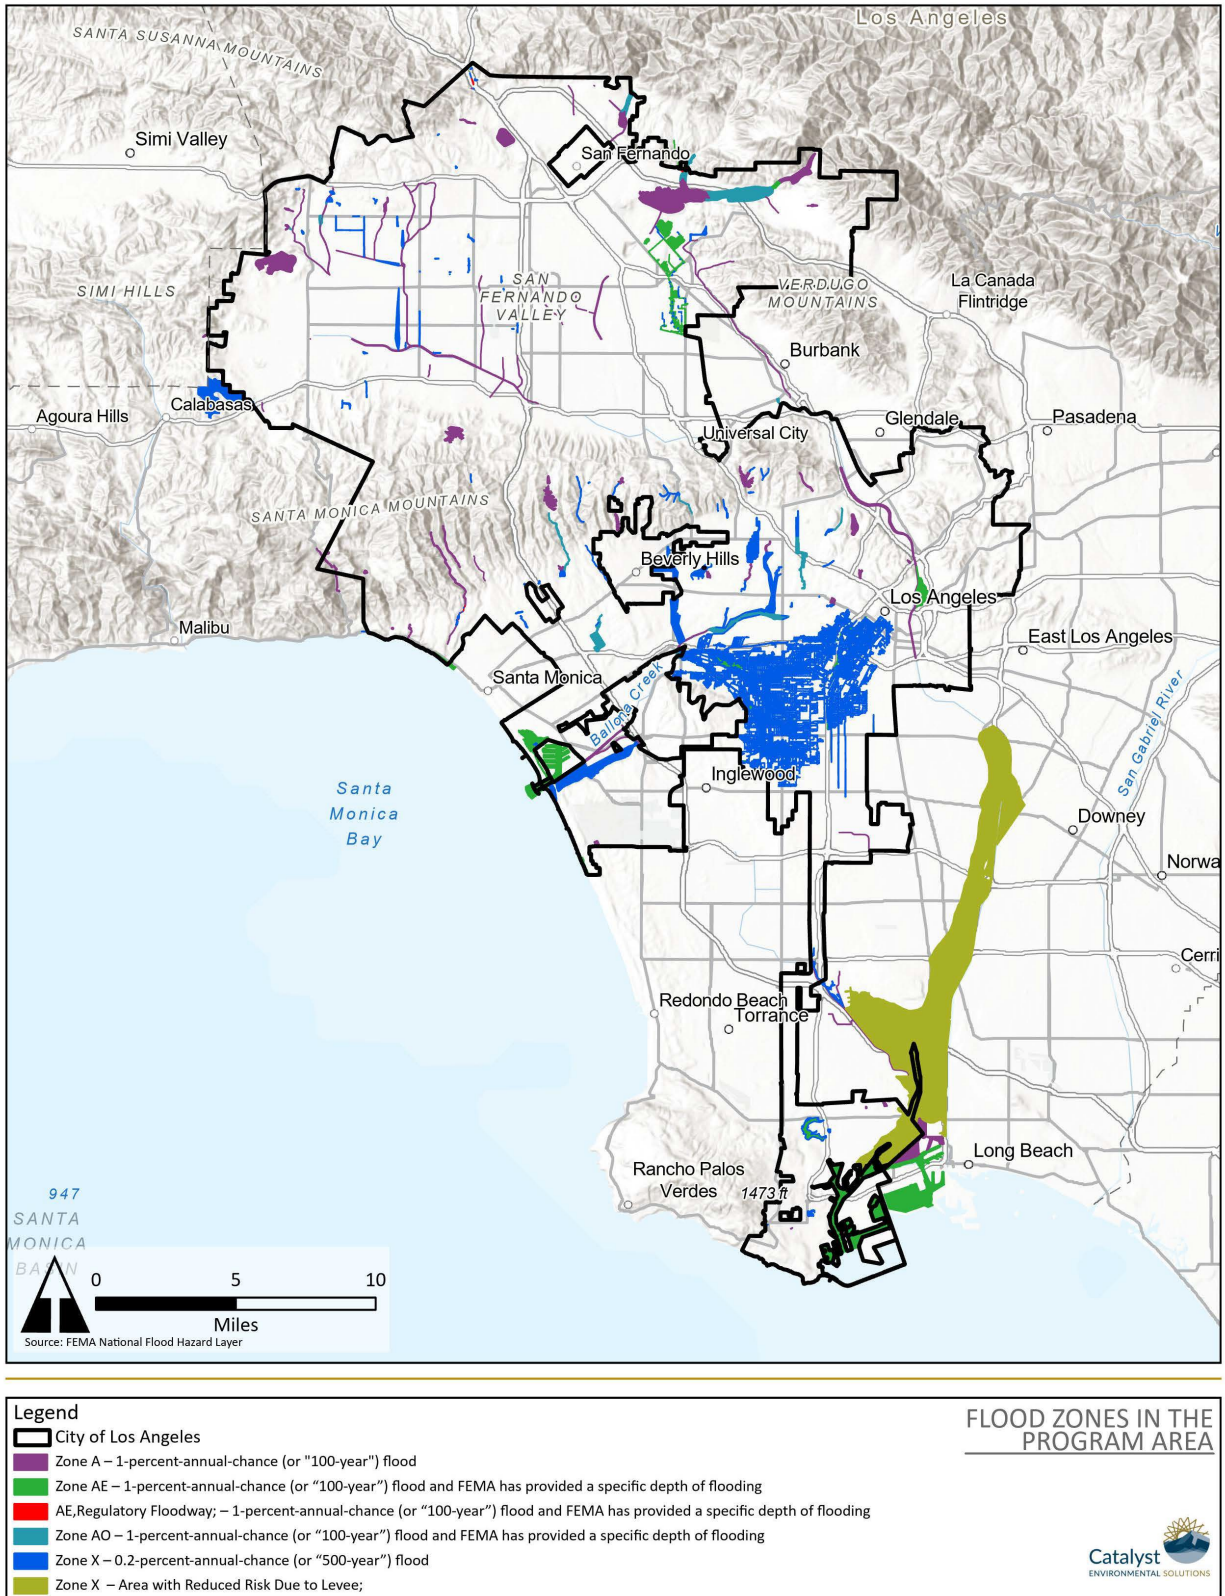 Los Angeles
SANTA SUSANNA MOUNTAINS
Simi Valley
San Fernando
SIMI HILLS
SAN
FERNANDO
VALLEY
VERDUGO
MOUNTAINS
La Canada
Flintridge
Burbank
Calabasas
Agoura Hills
Universal City
Glendale
Pasadena
SANTA MONICA MOUNTAINS
Beverly Hills
Los Angeles
Malibu
East Los Angeles
Santa Monica
Ballona Creek
San Gabriel River
Inglewood
Santa
Monica
Bay
Downey
Norwa
Cerri
Redondo Beach
Torrance
Long Beach
Rancho Palos
Verdes
1473 ft
947
SANTA
MONICA
BASIN
0 5 10
Miles
Source: FEMA National Flood Hazard Layer
Legend
City of Los Angeles
Zone A – 1-percent-annual-chance (or "100-year") flood
Zone AE – 1-percent-annual-chance (or “100-year”) flood and FEMA has provided a specific depth of flooding
AE,Regulatory Floodway; – 1-percent-annual-chance (or “100-year”) flood and FEMA has provided a specific depth of flooding
Zone AO – 1-percent-annual-chance (or “100-year”) flood and FEMA has provided a specific depth of flooding
Zone X – 0.2-percent-annual-chance (or “500-year”) flood
Zone X – Area with Reduced Risk Due to Levee;
FLOOD ZONES IN THE
PROGRAM AREA
Catalyst
ENVIRONMENTAL SOLUTIONS